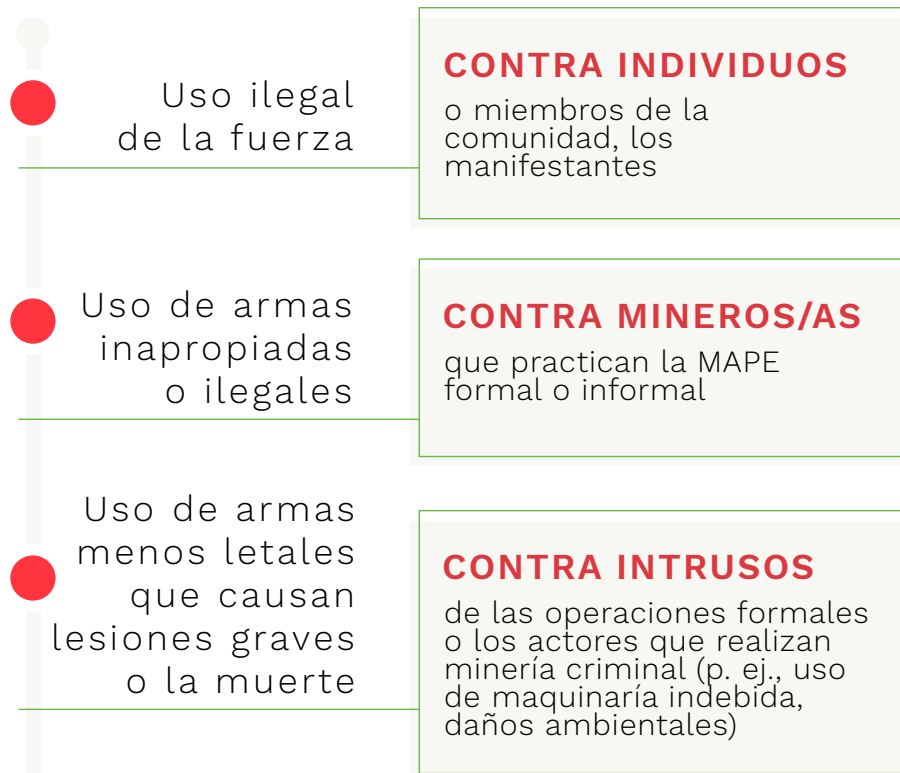 Uso ilegal
de la fuerza
CONTRA INDIVIDUOS
o miembros de la
comunidad, los
manifestantes
Uso de armas
inapropiadas
o ilegales
CONTRA MINEROS/AS
que practican la MAPE
formal o informal
Uso de armas
menos letales
que causan
lesiones graves
o la muerte
CONTRA INTRUSOS
de las operaciones formales
o los actores que realizan
minería criminal (p. ej., uso
de maquinaría indebida,
daños ambientales)